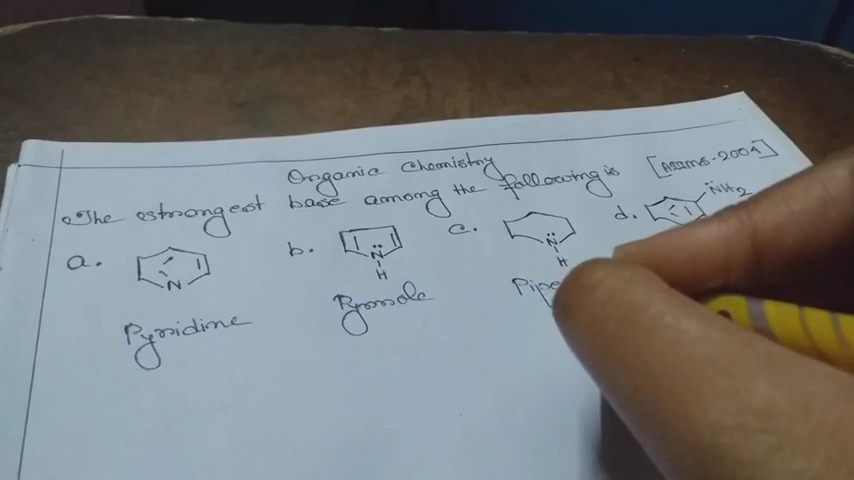 Organic Chemistry
The strongest base among the following is [AIIMS-2004]
a. N b. N H c. N H d. NH2
Pyridine Pyrrole Pipe